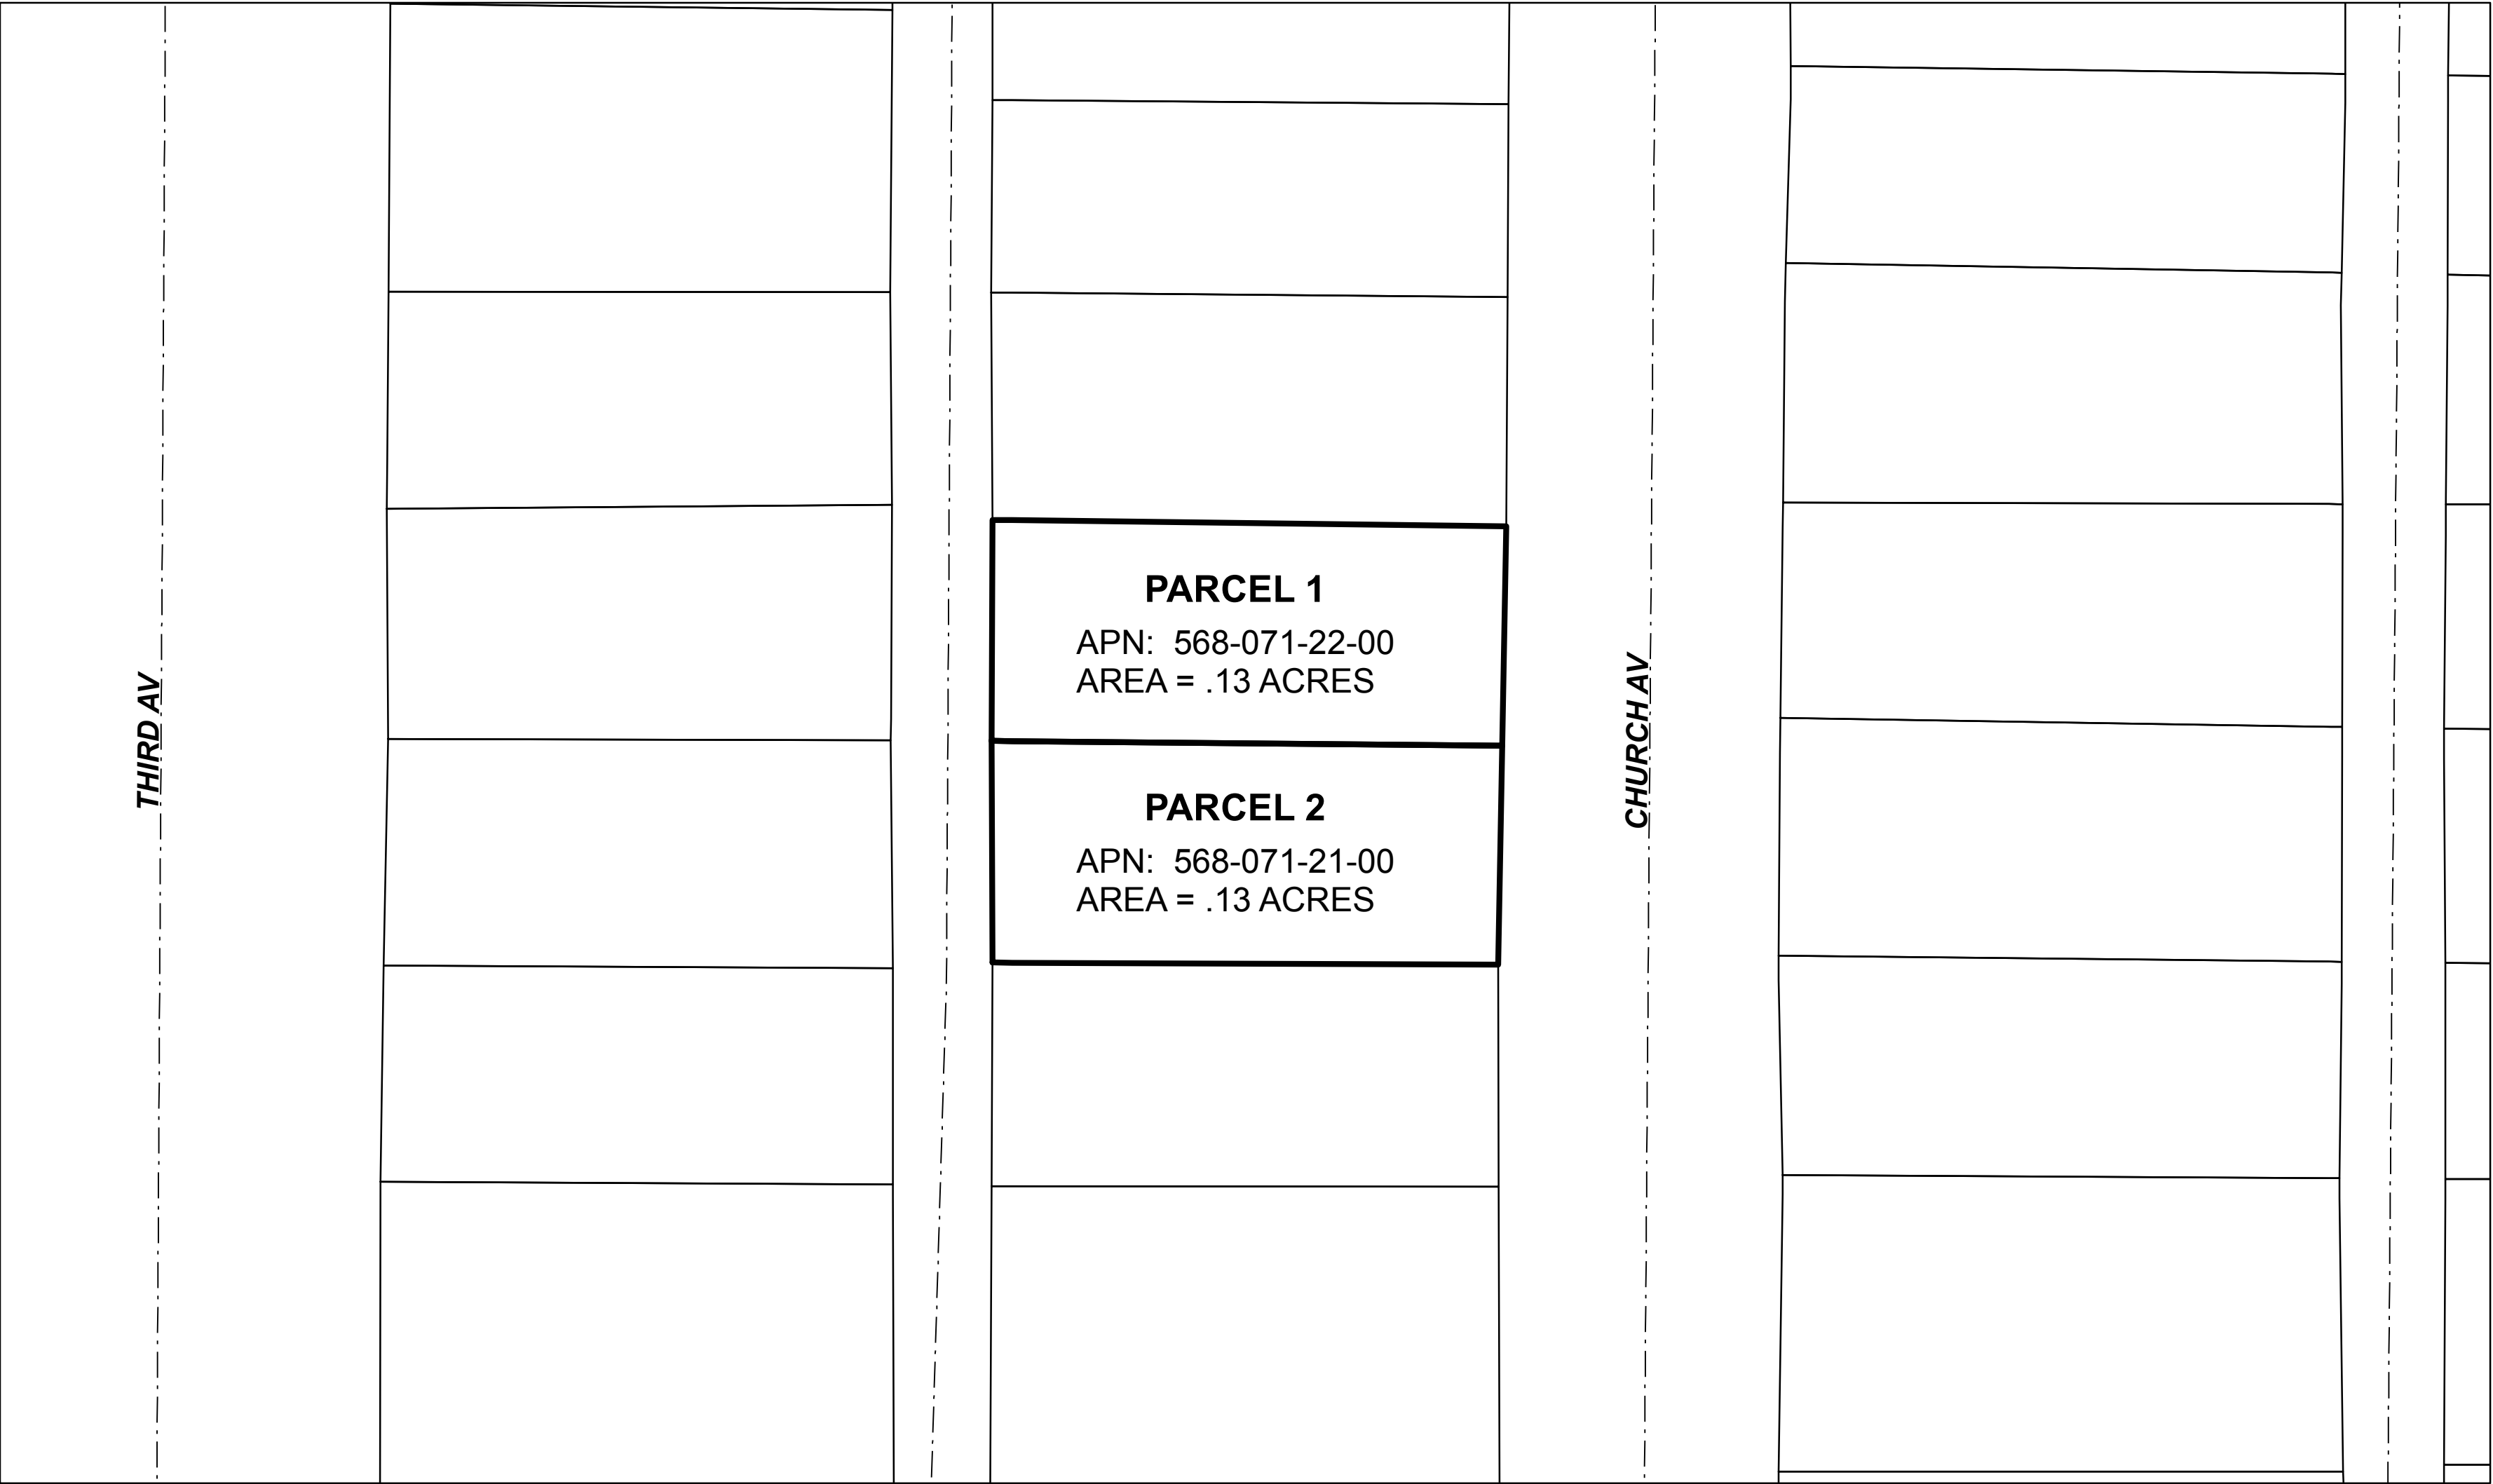 THIRD AV
PARCEL 1
APN:  568-071-22-00
AREA = .13 ACRES
PARCEL 2
APN:  568-071-21-00
AREA = .13 ACRES
CHURCH AV